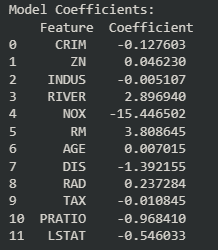 Model Coefficients:
Feature Coefficient
0 CRIM -0.127603
1 ZN 0.046230
2 INDUS -0.005107
3 RIVER 2.896940
4 NOX -15.446502
5 RM 3.808645
6 AGE 0.007015
7 DIS -1.392155
8 RAD 0.237284
9 TAX -0.010845
10 PRATIO -0.968410
11 LSTAT -0.546033